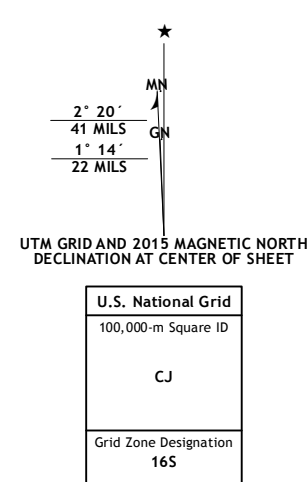 ★
MN
2° 20´
41 MILS
GN
1° 14´
22 MILS
UTM GRID AND 2015 MAGNETIC NORTH
DECLINATION AT CENTER OF SHEET
U.S. National Grid
100,000-m Square ID
CJ
Grid Zone Designation
16S